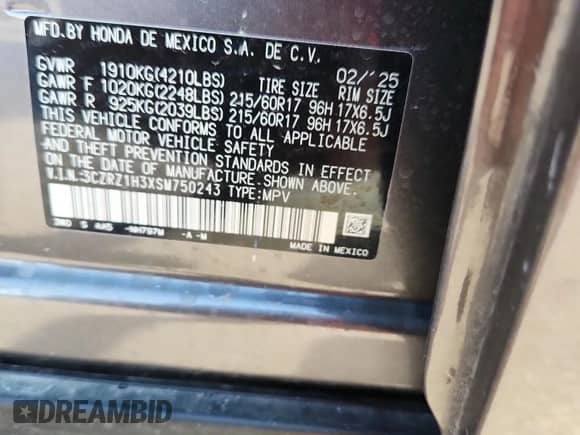 MFD.BY HONDA DE MEXICO S.A. DE C.V.
02/'25
GVWR 1910KG(4210LBS) TIRE SIZE RIM SIZE
GAWR F 1020KG(2248LBS) 215/60R17 96H 17X6.5J
GAWR R 925KG(2039LBS) 215/60R17 96H 17X6.5J
THIS VEHICLE CONFORMS TO ALL APPLICABLE
FEDERAL MOTOR VEHICLE SAFETY
AND THEFT PREVENTION STANDARDS IN EFFECT
ON THE DATE OF MANUFACTURE SHOWN ABOVE.
V.I.N.:3CZRZ1H3XSM750243 TYPE:MPV
S -NH797M -A -M
MADE IN MEXICO
DREAMBID